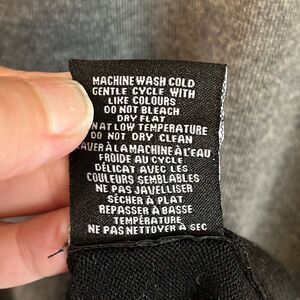 MACHINE WASH COLD
GENTLE CYCLE WITH
LIKE COLOURS
DO NOT BLEACH
DRY FLAT
N AT LOW TEMPERATURE
DO NOT DRY CLEAN
AVER À LA MACHINE À L'EAU
FROIDE AU CYCLE
DÉLICAT AVEC LES
COULEURS SEMBLABLES
NE PAS JAVELLISER
SÉCHER À PLAT
REPASSER À BASSE
TEMPÉRATURE
NE PAS NETTOYER À SEC